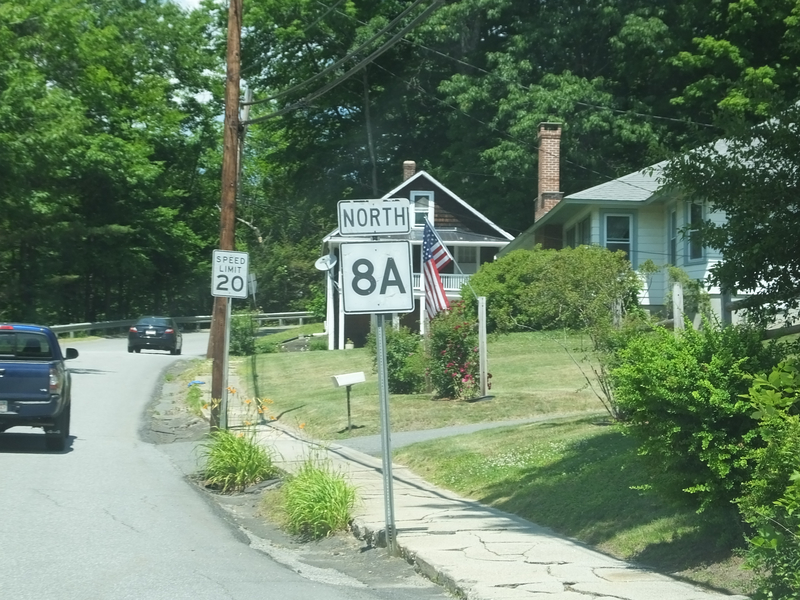 NORTH
8A
SPEED
LIMIT
20